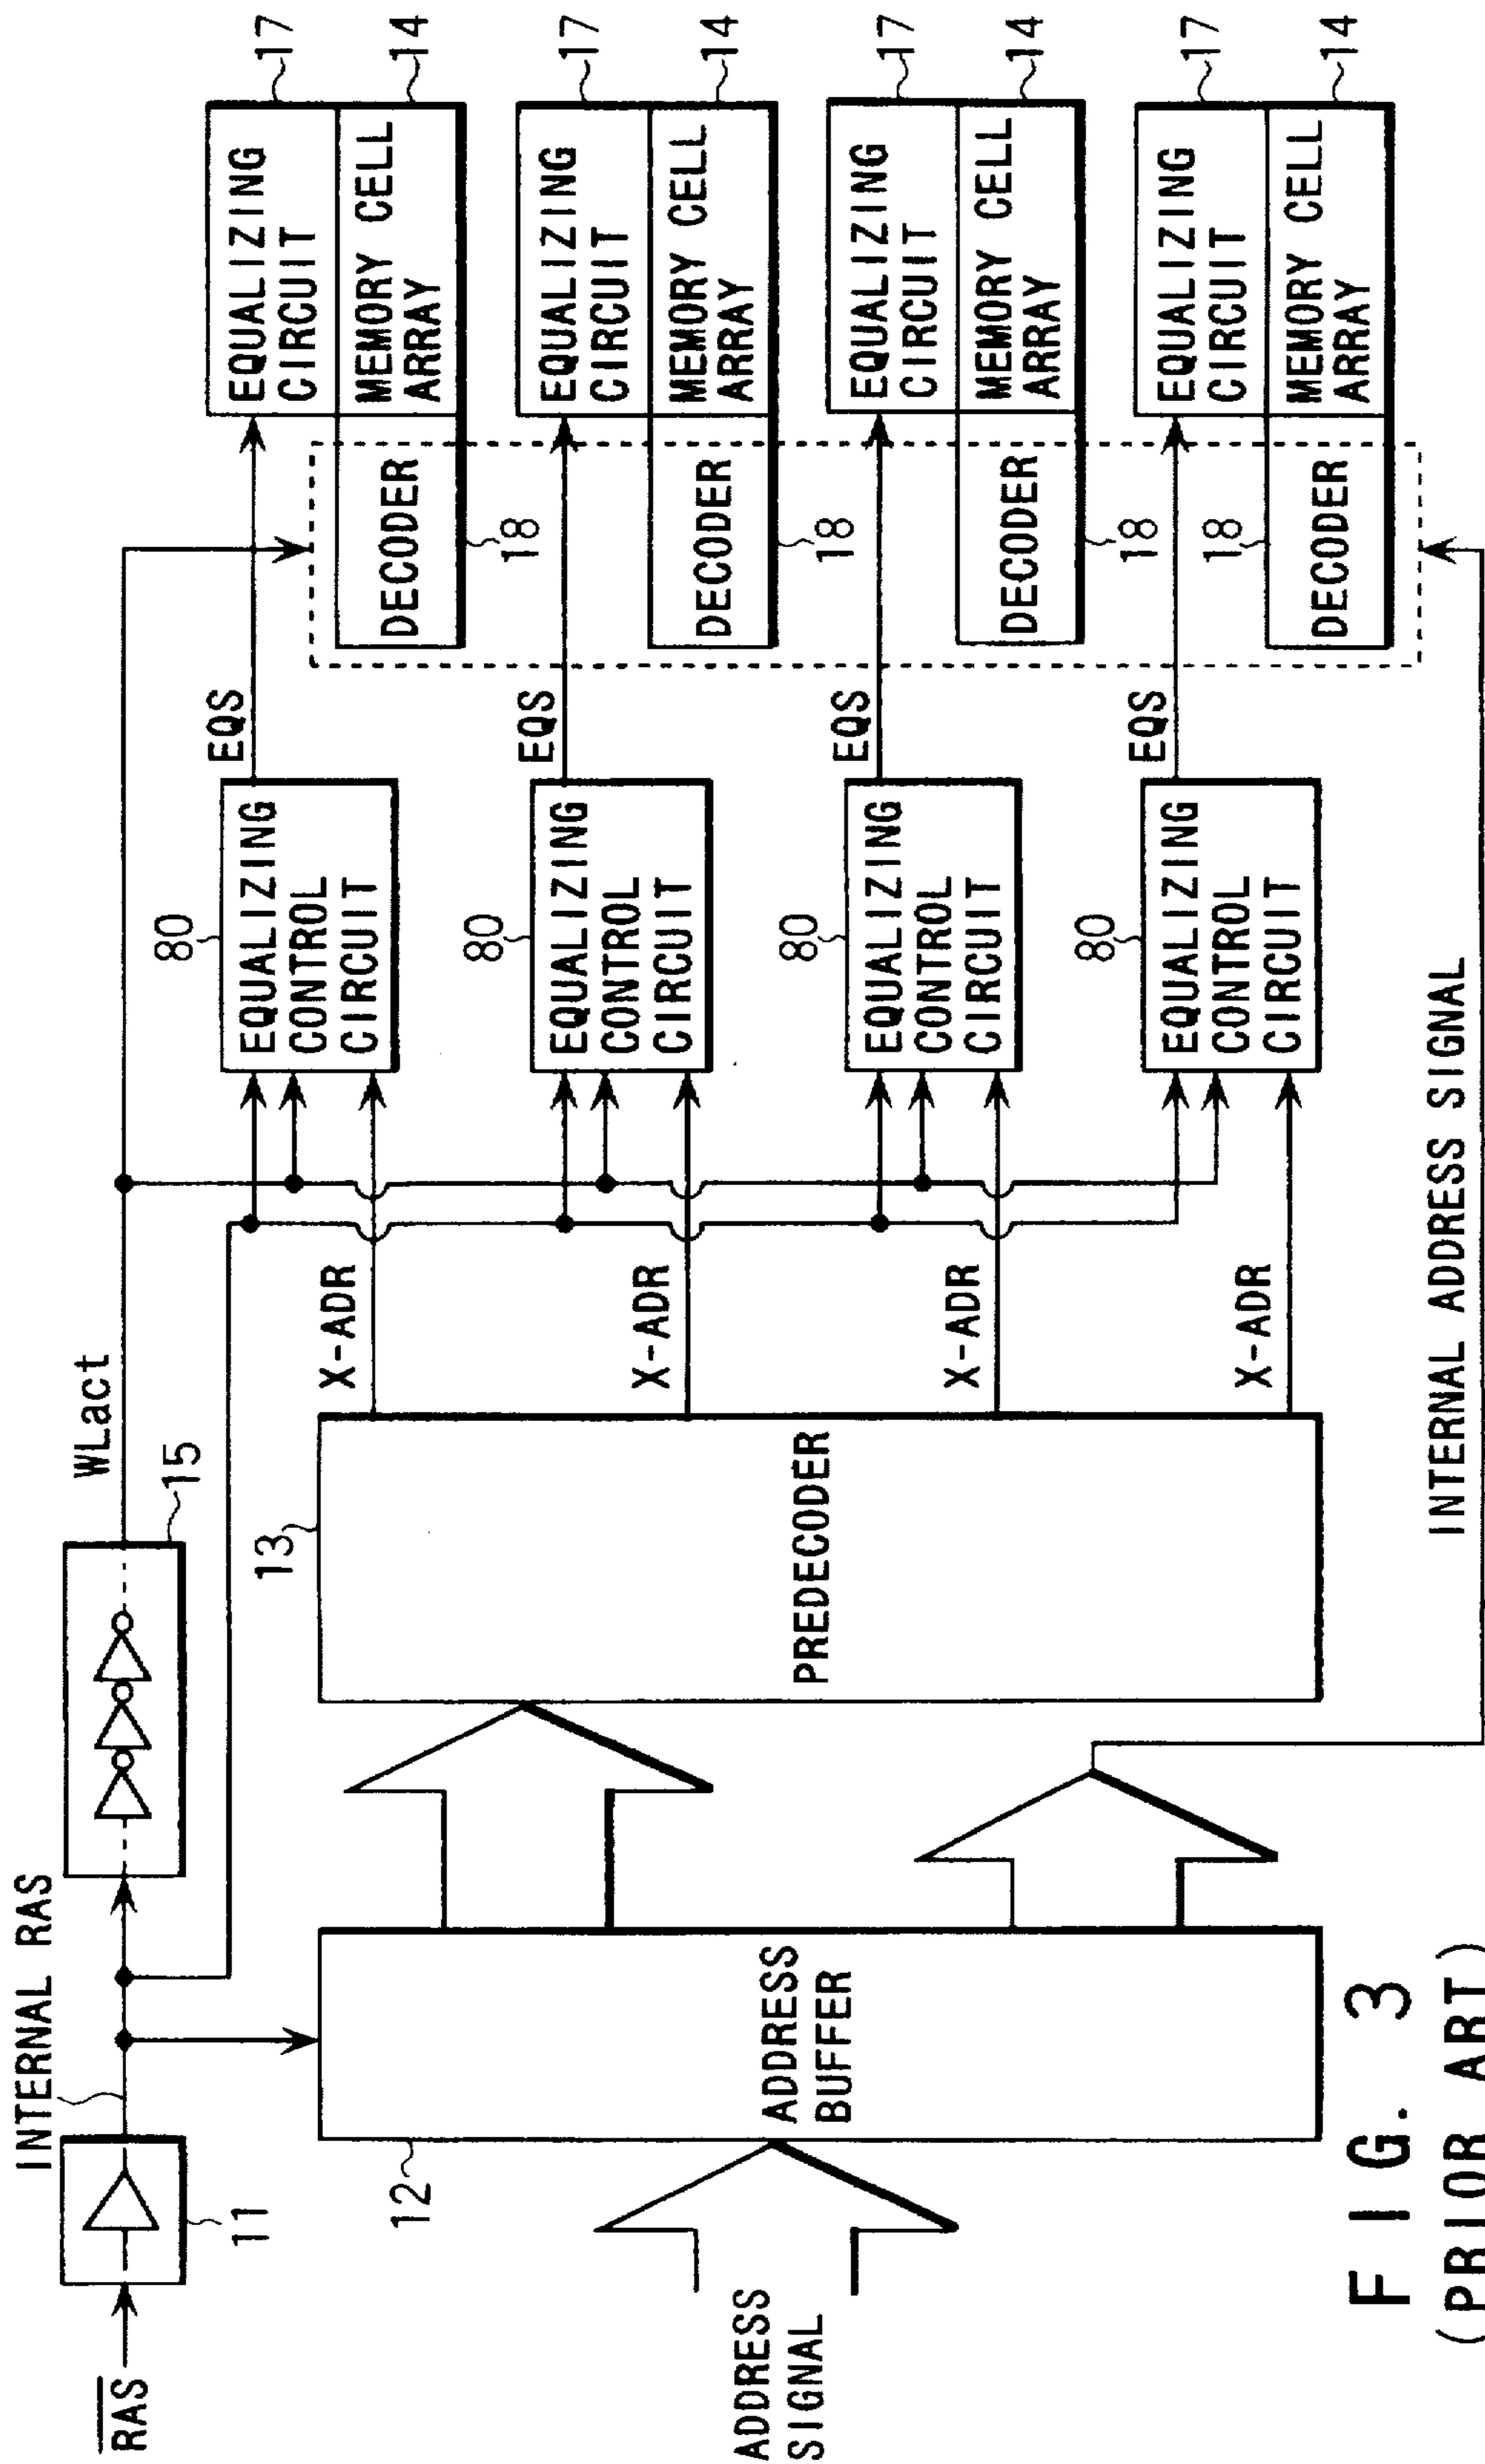 RAS
11
INTERNAL RAS
15
WLact
ADDRESS
SIGNAL
12
ADDRESS
BUFFER
13
PREDECODER
X-ADR
X-ADR
X-ADR
X-ADR
80
EQUALIZING
CONTROL
CIRCUIT
80
EQUALIZING
CONTROL
CIRCUIT
80
EQUALIZING
CONTROL
CIRCUIT
80
EQUALIZING
CONTROL
CIRCUIT
EQS
EQS
EQS
EQS
EQUALIZING
CIRCUIT
17
DECODER
18
MEMORY CELL
ARRAY
14
EQUALIZING
CIRCUIT
17
DECODER
18
MEMORY CELL
ARRAY
14
EQUALIZING
CIRCUIT
17
DECODER
18
MEMORY CELL
ARRAY
14
EQUALIZING
CIRCUIT
17
DECODER
18
MEMORY CELL
ARRAY
14
INTERNAL ADDRESS SIGNAL
FIG. 3
(PRIOR ART)